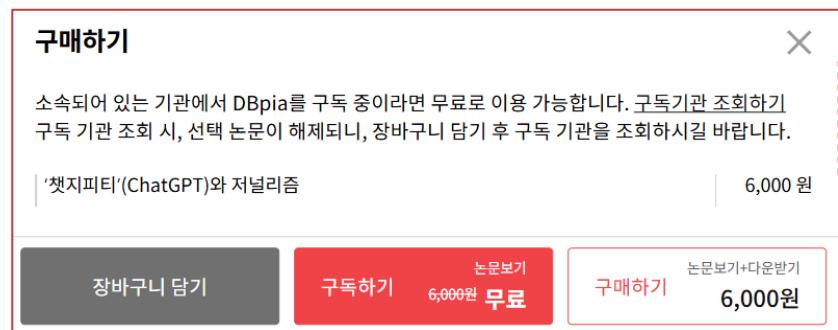 구매하기
소속되어 있는 기관에서 DBpia를 구독 중이라면 무료로 이용 가능합니다. 구독기관 조회하기
구독 기관 조회 시, 선택 논문이 해제되니, 장바구니 담기 후 구독 기관을 조회하시길 바랍니다.
'챗지피티'(ChatGPT)와 저널리즘 6,000 원
장바구니 담기
구독하기
논문보기
6,000원 무료
구매하기
논문보기+다운받기
6,000원